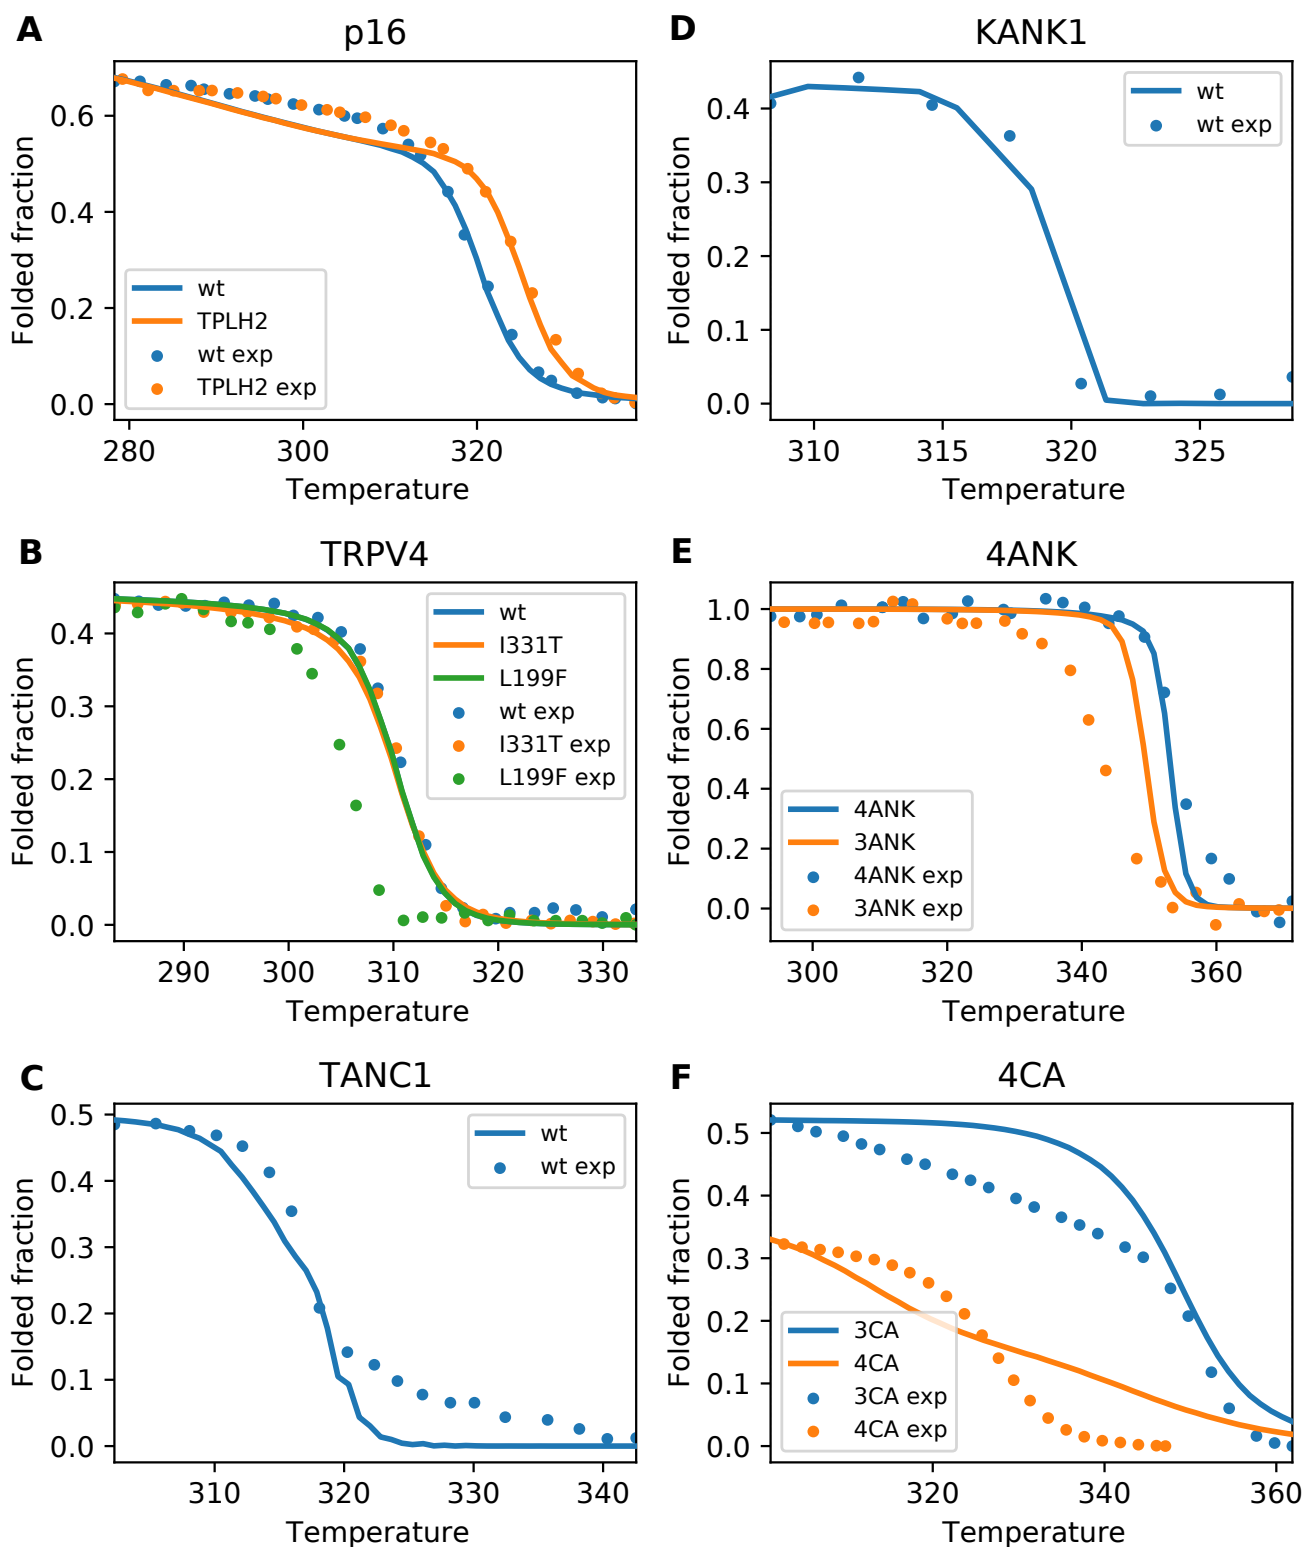 A
p16
Folded fraction
0.6
0.4
0.2
0.0
wt
TPLH2
wt exp
TPLH2 exp
280
300
320
Temperature
D
KANK1
Folded fraction
0.4
0.3
0.2
0.1
0.0
wt
wt exp
310
315
320
325
Temperature
B
TRPV4
Folded fraction
0.4
0.3
0.2
0.1
0.0
wt
I331T
L199F
wt exp
I331T exp
L199F exp
290
300
310
320
330
Temperature
E
4ANK
Folded fraction
1.0
0.8
0.6
0.4
0.2
0.0
4ANK
3ANK
4ANK exp
3ANK exp
300
320
340
360
Temperature
C
TANC1
Folded fraction
0.5
0.4
0.3
0.2
0.1
0.0
wt
wt exp
310
320
330
340
Temperature
F
4CA
Folded fraction
0.5
0.4
0.3
0.2
0.1
0.0
3CA
4CA
3CA exp
4CA exp
320
340
360
Temperature